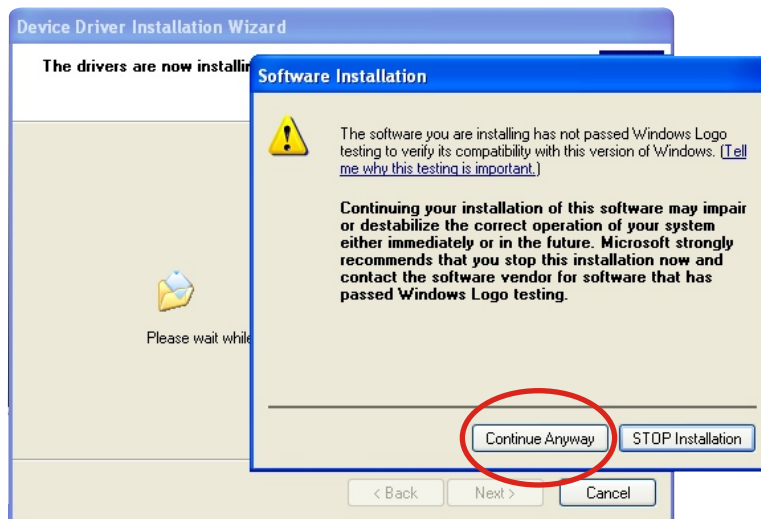 Device Driver Installation Wizard
The drivers are now
Software Installation
The software you are installing has not passed Windows Logo
testing to verify its compatibility with this version of Windows. (Tell
me why this testing is important.)
Continuing your installation of this software may impair
or destabilize the correct operation of your system
either immediately or in the future. Microsoft strongly
recommends that you stop this installation now and
contact the software vendor for software that has
passed Windows Logo testing.
Please wait while
Continue Anyway
STOP Installation
< Back
Next >
Cancel